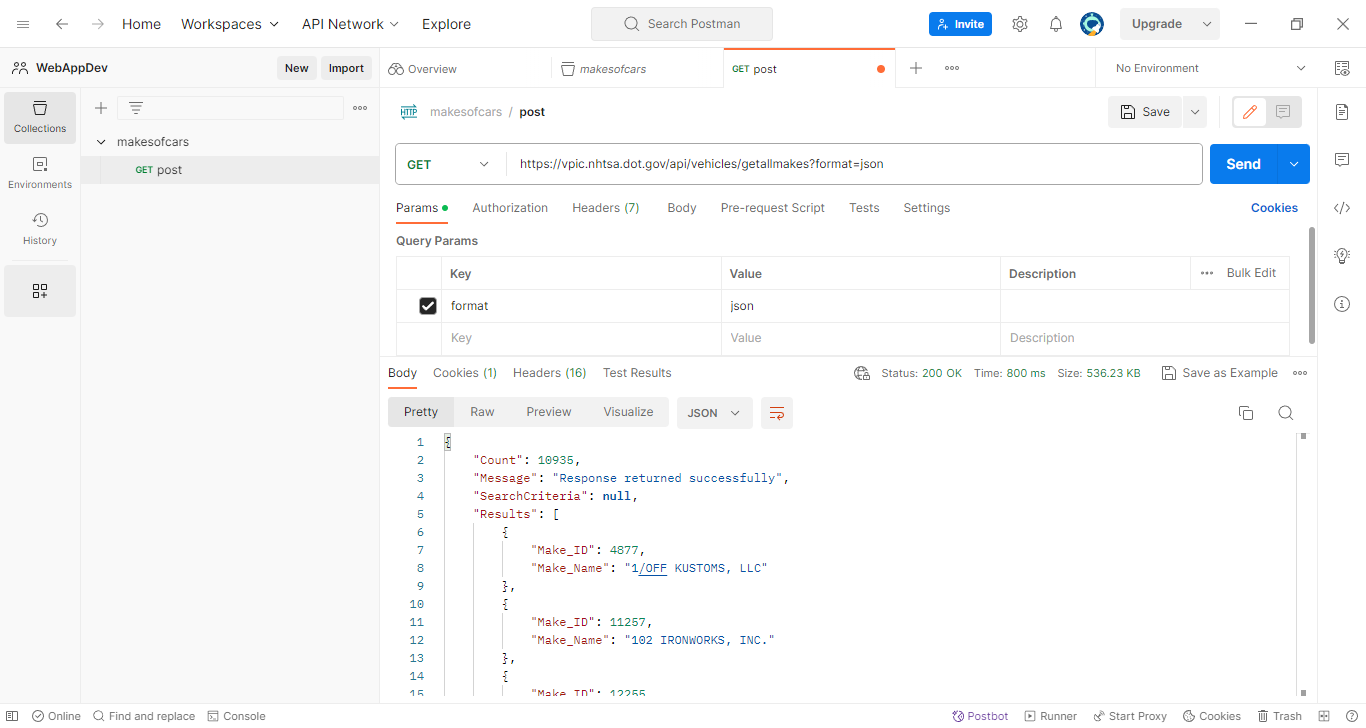 Home Workspaces API Network Explore Search Postman Invite Upgrade
WebAppDev New Import Overview makesofcars GET post No Environment
Collections
Environments
History
makesofcars
GET post
HTTP makesofcars / post Save
GET https://vpic.nhtsa.dot.gov/api/vehicles/getallmakes?format=json Send
Params Authorization Headers (7) Body Pre-request Script Tests Settings Cookies
Query Params
Key Value Description Bulk Edit
format json
Key Value Description
Body Cookies (1) Headers (16) Test Results Status: 200 OK Time: 800 ms Size: 536.23 KB Save as Example
Pretty Raw Preview Visualize JSON
1 {
2 "Count": 10935,
3 "Message": "Response returned successfully",
4 "SearchCriteria": null,
5 "Results": [
6 {
7 "Make_ID": 4877,
8 "Make_Name": "1/OFF KUSTOMS, LLC"
9 },
10 {
11 "Make_ID": 11257,
12 "Make_Name": "102 IRONWORKS, INC."
13 },
14 {
15 "Make_ID": 12255,
Online Find and replace Console Postbot Runner Start Proxy Cookies Trash